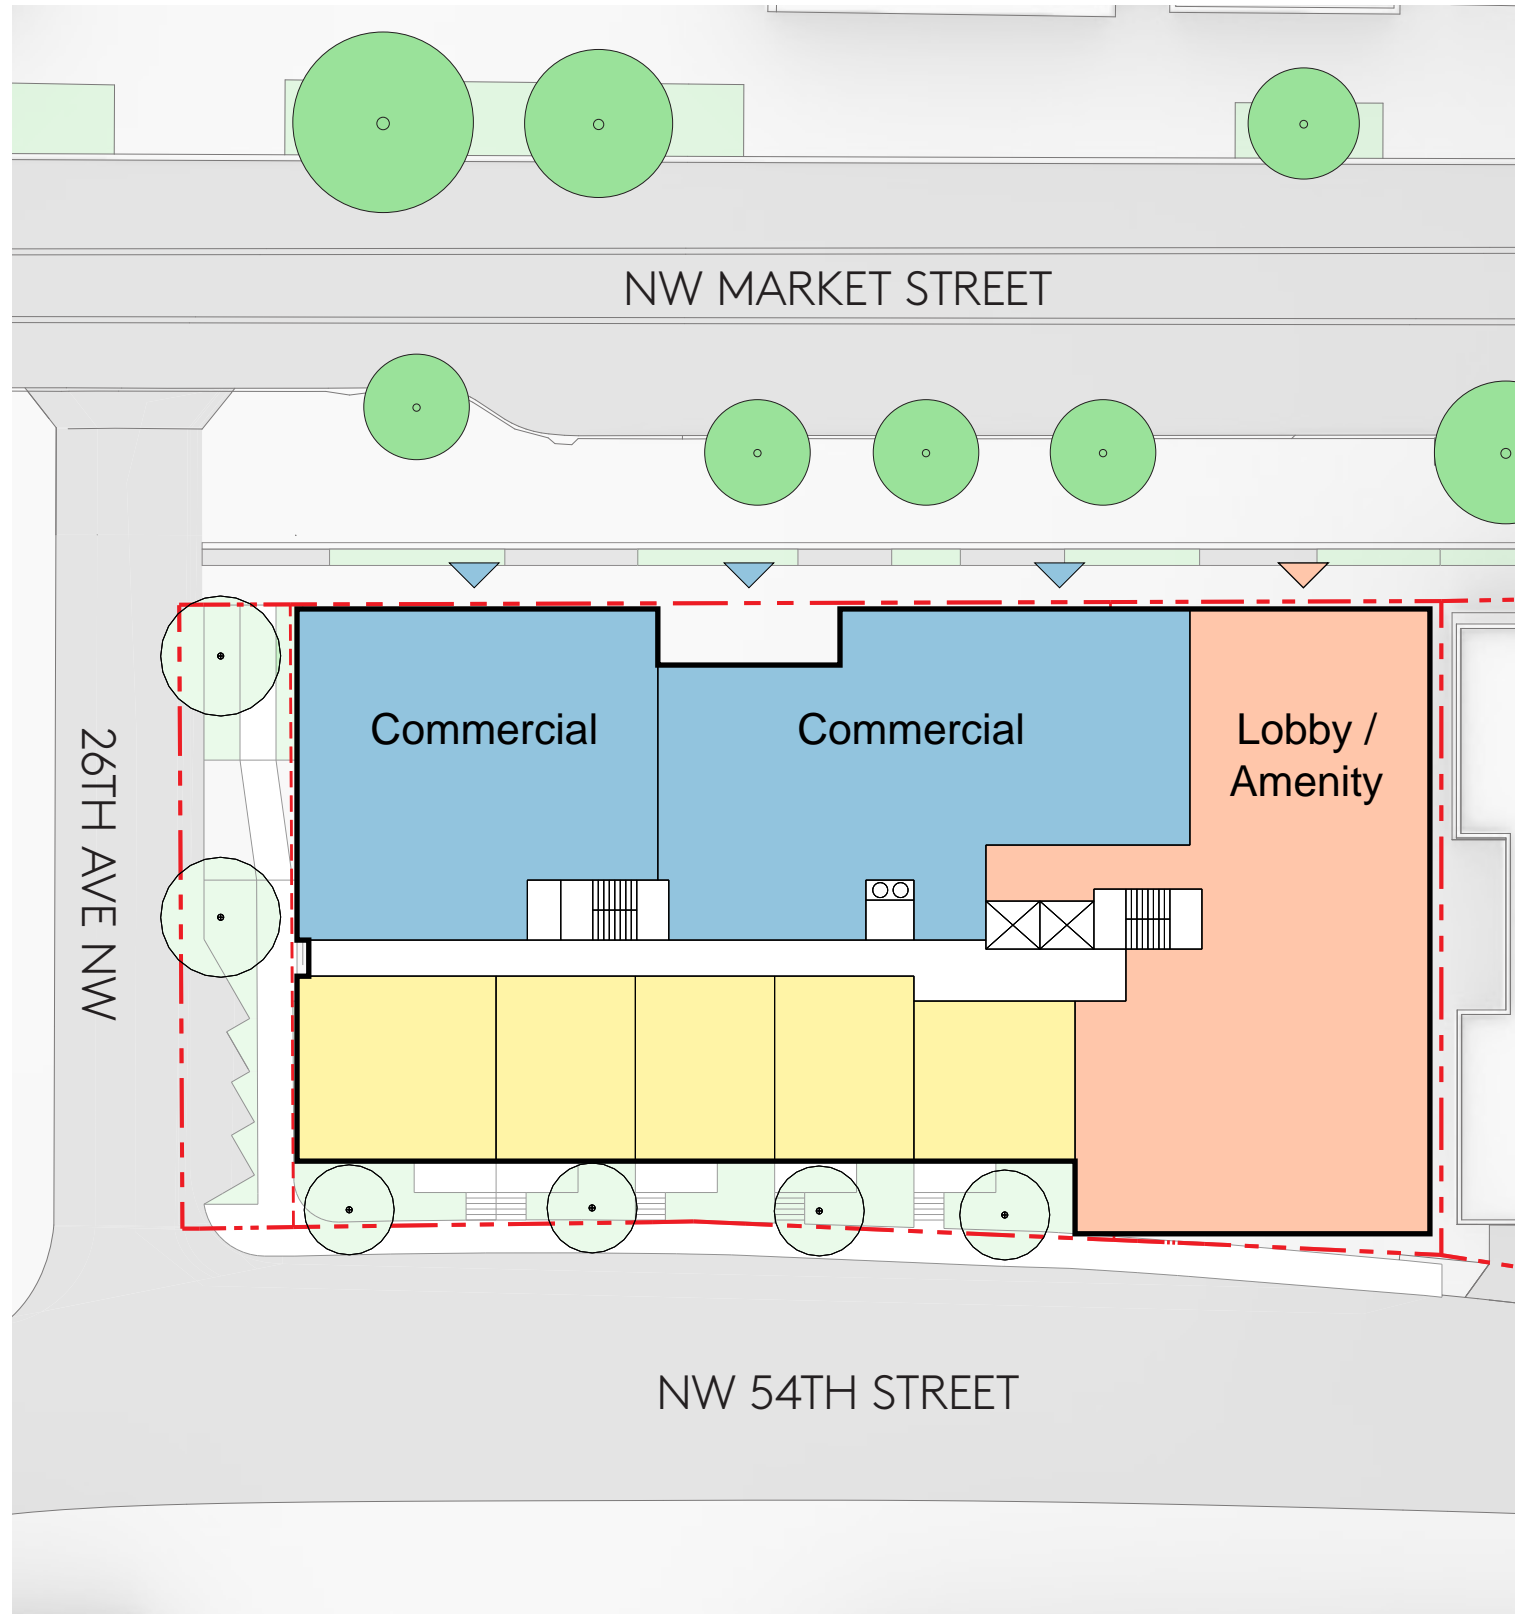 NW MARKET STREET
Commercial
Commercial
Lobby /
Amenity
26TH AVE NW
NW 54TH STREET